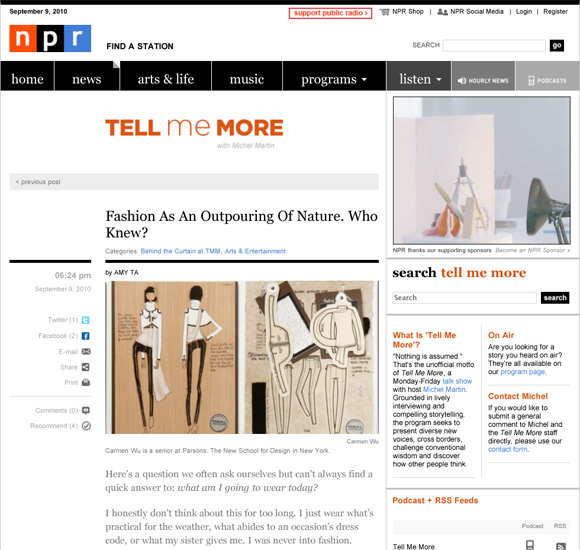 September 9, 2010
support public radio ›
NPR Shop | NPR Social Media | Login | Register
npr
FIND A STATION
SEARCH
go
home
news
arts & life
music
programs
listen
HOURLY NEWS
PODCASTS
TELL me MORE
with Michel Martin
< previous post
Fashion As An Outpouring Of Nature. Who
Knew?
Categories: Behind the Curtain at TMM, Arts & Entertainment
06:24 pm
September 9, 2010
Twitter (1)
Facebook (2)
E-mail
Share
Print
Comments (0)
Recommend (4)
by AMY TA
Carmen Wu
Carmen Wu is a senior at Parsons: The New School for Design in New York.
Here's a question we often ask ourselves but can't always find
a quick answer to: what am I going to wear today?
I honestly don't think about this for too long. I just wear what's
practical for the weather, what abides to an occasion's dress
code, or what my sister gives me. I was never into fashion.
NPR thanks our supporting sponsors
Become an NPR Sponsor »
search tell me more
Search
search
What Is 'Tell Me
More'?
"Nothing is assumed."
That's the unofficial motto
of Tell Me More, a
Monday-Friday talk show
with host Michel Martin.
Grounded in lively
interviewing and
compelling storytelling,
the program seeks to
present diverse new
voices, cross borders,
challenge conventional
wisdom and discover
how other people think.
On Air
Are you looking for a
story you heard on air?
They're all available on
our program page.
Contact Michel
If you would like to
submit a general
comment to Michel and
the Tell Me More staff
directly, please use our
contact form.
Podcast + RSS Feeds
Podcast
RSS
Tell Me More